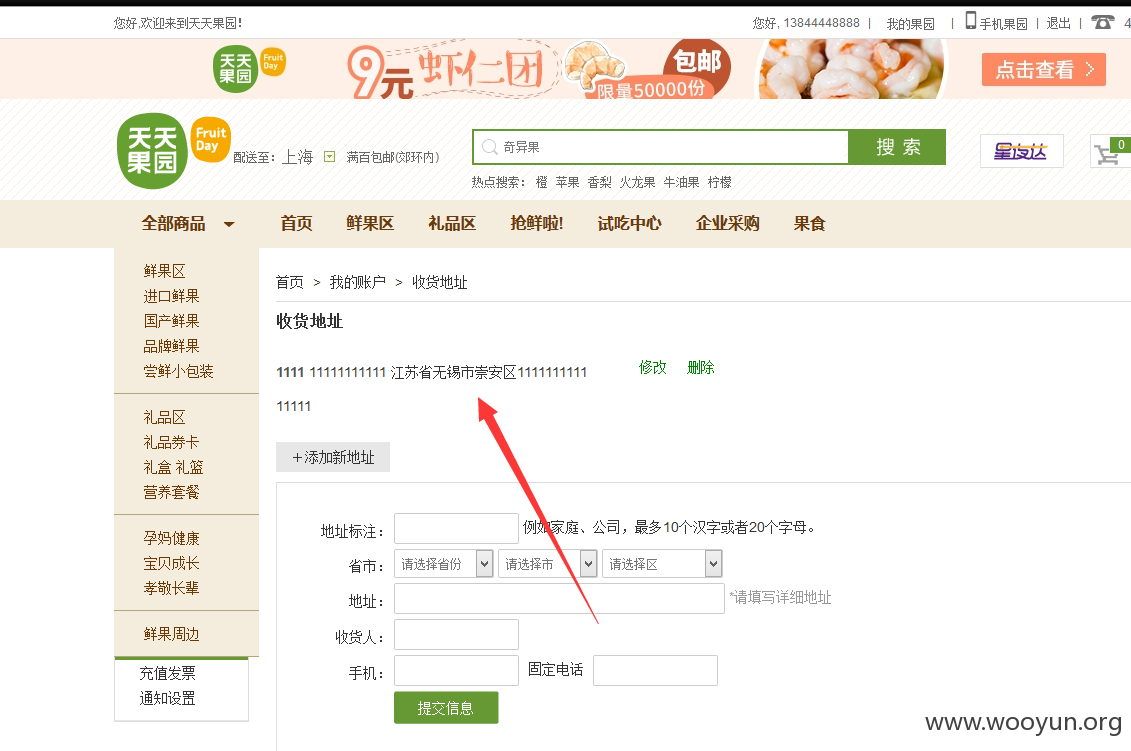 您好,欢迎来到天天果园!
您好, 13844448888 | 我的果园 | 手机果园 | 退出 | 4
天天果园 Fruit Day 9元虾仁团 包邮 限量50000份 点击查看 >
天天果园 Fruit Day
配送至: 上海 满百包邮(郊环内)
奇异果 搜 索
0
热点搜索: 橙 苹果 香梨 火龙果 牛油果 柠檬
全部商品 首页 鲜果区 礼品区 抢鲜啦! 试吃中心 企业采购 果食
鲜果区
进口鲜果
国产鲜果
品牌鲜果
尝鲜小包装
礼品区
礼品券卡
礼盒 礼篮
营养套餐
孕妈健康
宝贝成长
孝敬长辈
鲜果周边
充值发票
通知设置
首页 > 我的账户 > 收货地址
收货地址
1111 11111111111 江苏省无锡市崇安区1111111111 修改 删除
11111
+添加新地址
地址标注: 例如家庭、公司，最多10个汉字或者20个字母。
省市: 请选择省份 请选择市 请选择区
地址: *请填写详细地址
收货人:
手机: 固定电话
提交信息
www.wooyun.org